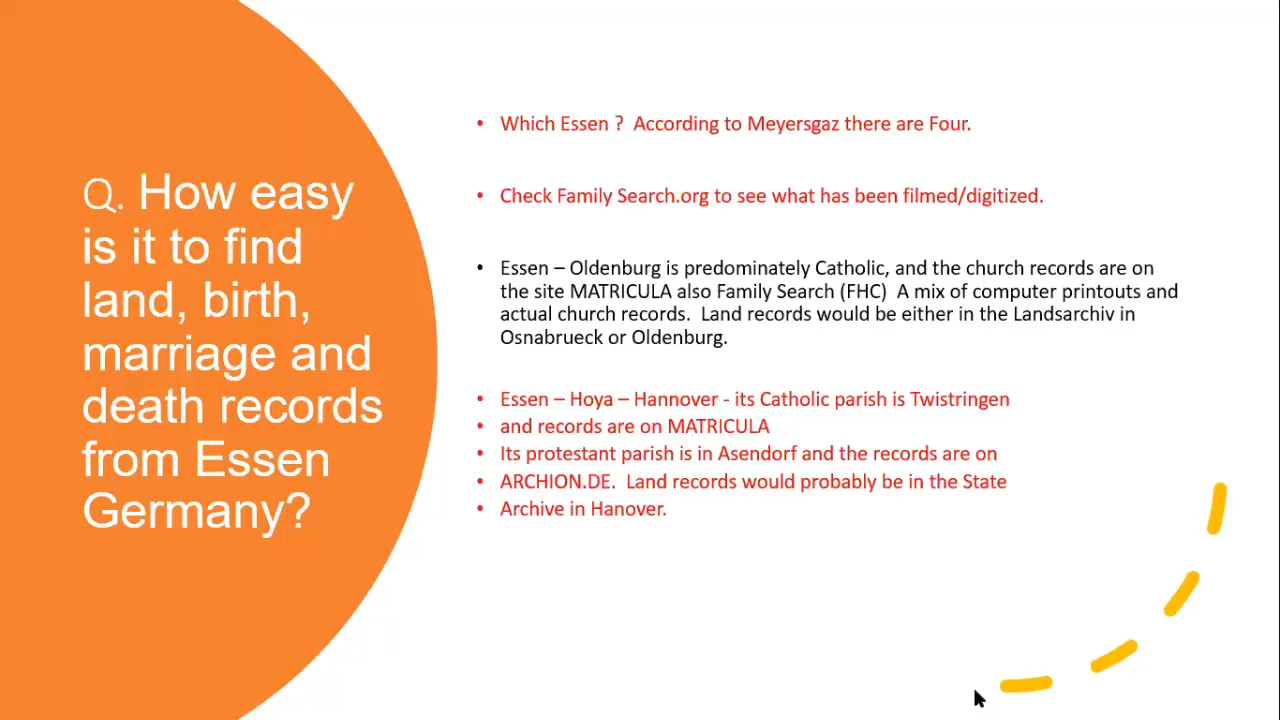 Q. How easy
is it to find
land, birth,
marriage and
death records
from Essen
Germany?
• Which Essen ?  According to Meyersgaz there are Four.
• Check Family Search.org to see what has been filmed/digitized.
• Essen – Oldenburg is predominately Catholic, and the church records are on
the site MATRICULA also Family Search (FHC)  A mix of computer printouts and
actual church records.  Land records would be either in the Landsarchiv in
Osnabrueck or Oldenburg.
• Essen – Hoya – Hannover - its Catholic parish is Twistringen
• and records are on MATRICULA
• Its protestant parish is in Asendorf and the records are on
• ARCHION.DE.  Land records would probably be in the State
• Archive in Hanover.